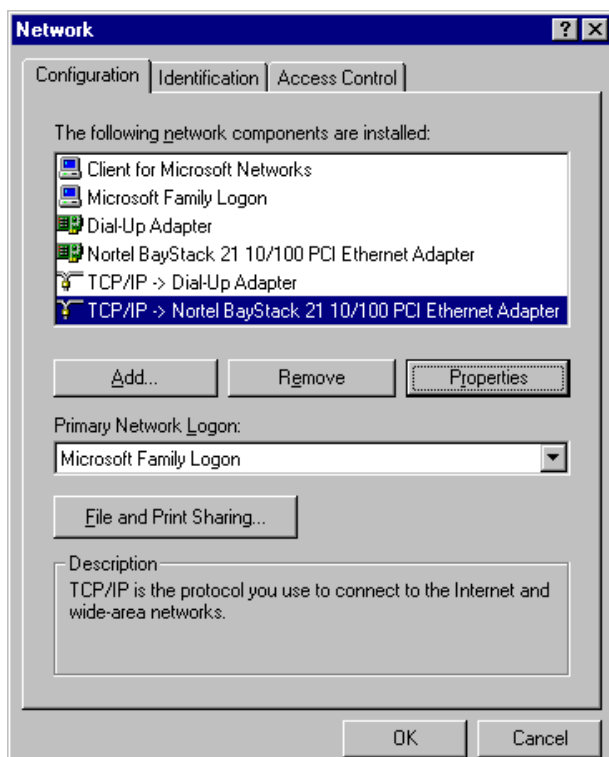 Network
Configuration Identification Access Control
The following network components are installed:
Client for Microsoft Networks
Microsoft Family Logon
Dial-Up Adapter
Nortel BayStack 21 10/100 PCI Ethernet Adapter
TCP/IP -> Dial-Up Adapter
TCP/IP -> Nortel BayStack 21 10/100 PCI Ethernet Adapter
Add... Remove Properties
Primary Network Logon:
Microsoft Family Logon
File and Print Sharing...
Description
TCP/IP is the protocol you use to connect to the Internet and
wide-area networks.
OK Cancel